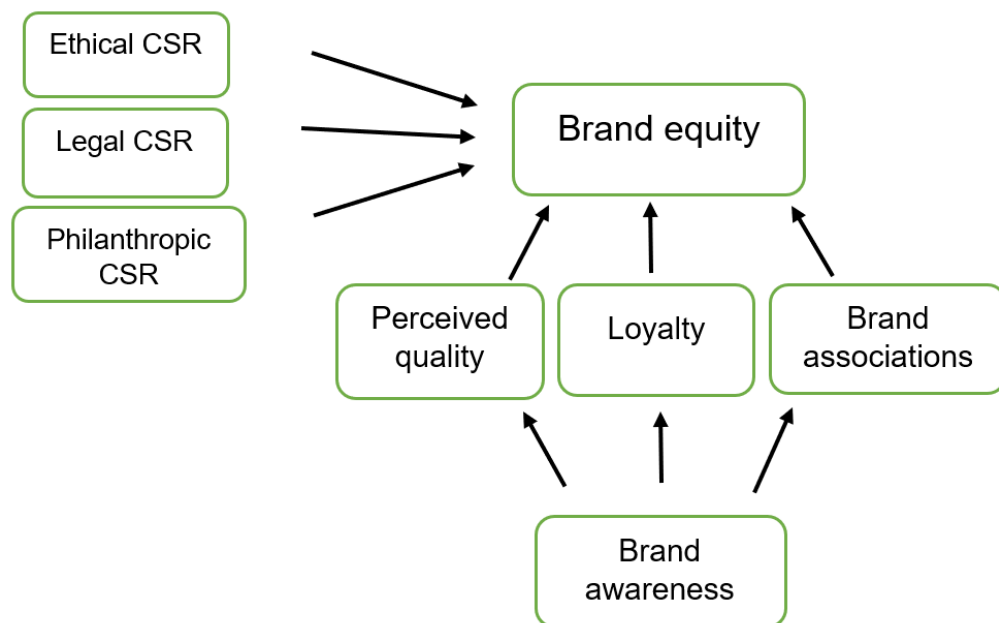 Ethical CSR
Legal CSR
Philanthropic
CSR
Brand equity
Perceived
quality
Loyalty
Brand
associations
Brand
awareness